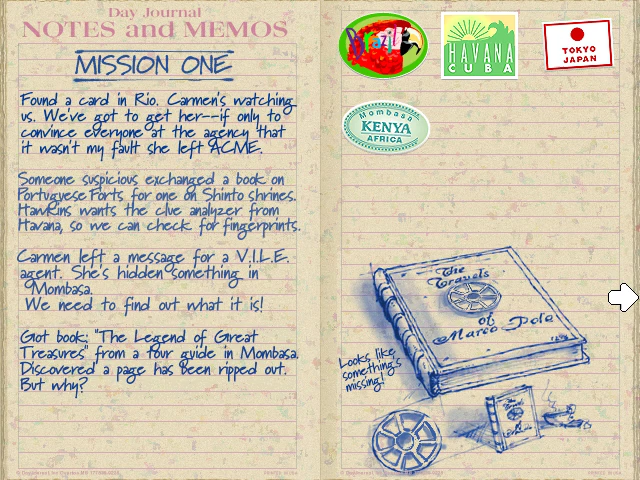 Day Journal
NOTES and MEMOS
MISSION ONE
Found a card in Rio. Carmen's watching
us. We've got to get her--if only to
convince everyone at the agency that
it wasn't my fault she left ACME.
Someone suspicious exchanged a book on
Portuguese Forts for one on Shinto shrines.
Hawkins wants the clue analyzer from
Havana, so we can check for fingerprints.
Carmen left a message for a V.I.L.E.
agent. She's hidden something in
Mombasa.
We need to find out what it is!
Got book: "The Legend of Great
Treasures" from a tour guide in Mombasa.
Discovered a page has been ripped out.
But why?
Brazil
HAVANA
CUBA
TOKYO
JAPAN
Mombasa
KENYA
AFRICA
The
Travels
of
Marco Polo
Looks like
something's
missing!